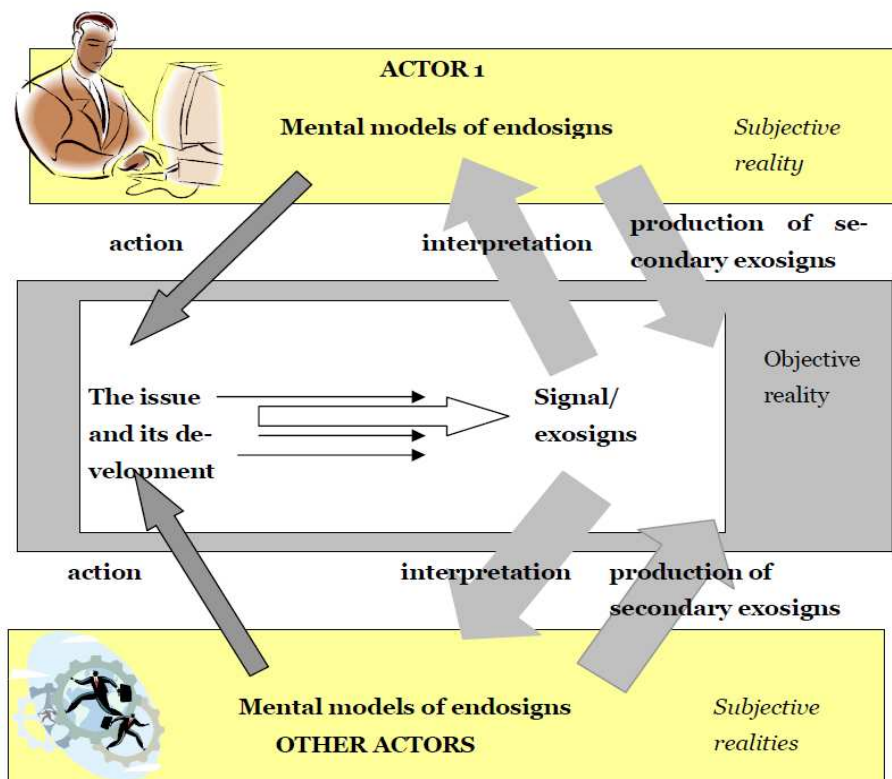 ACTOR 1
Mental models of endosigns
Subjective
reality
action
interpretation
production of se-
condary exosigns
The issue
and its de-
velopment
Signal/
exosigns
Objective
reality
action
interpretation
production of
secondary exosigns
Mental models of endosigns
OTHER ACTORS
Subjective
realities